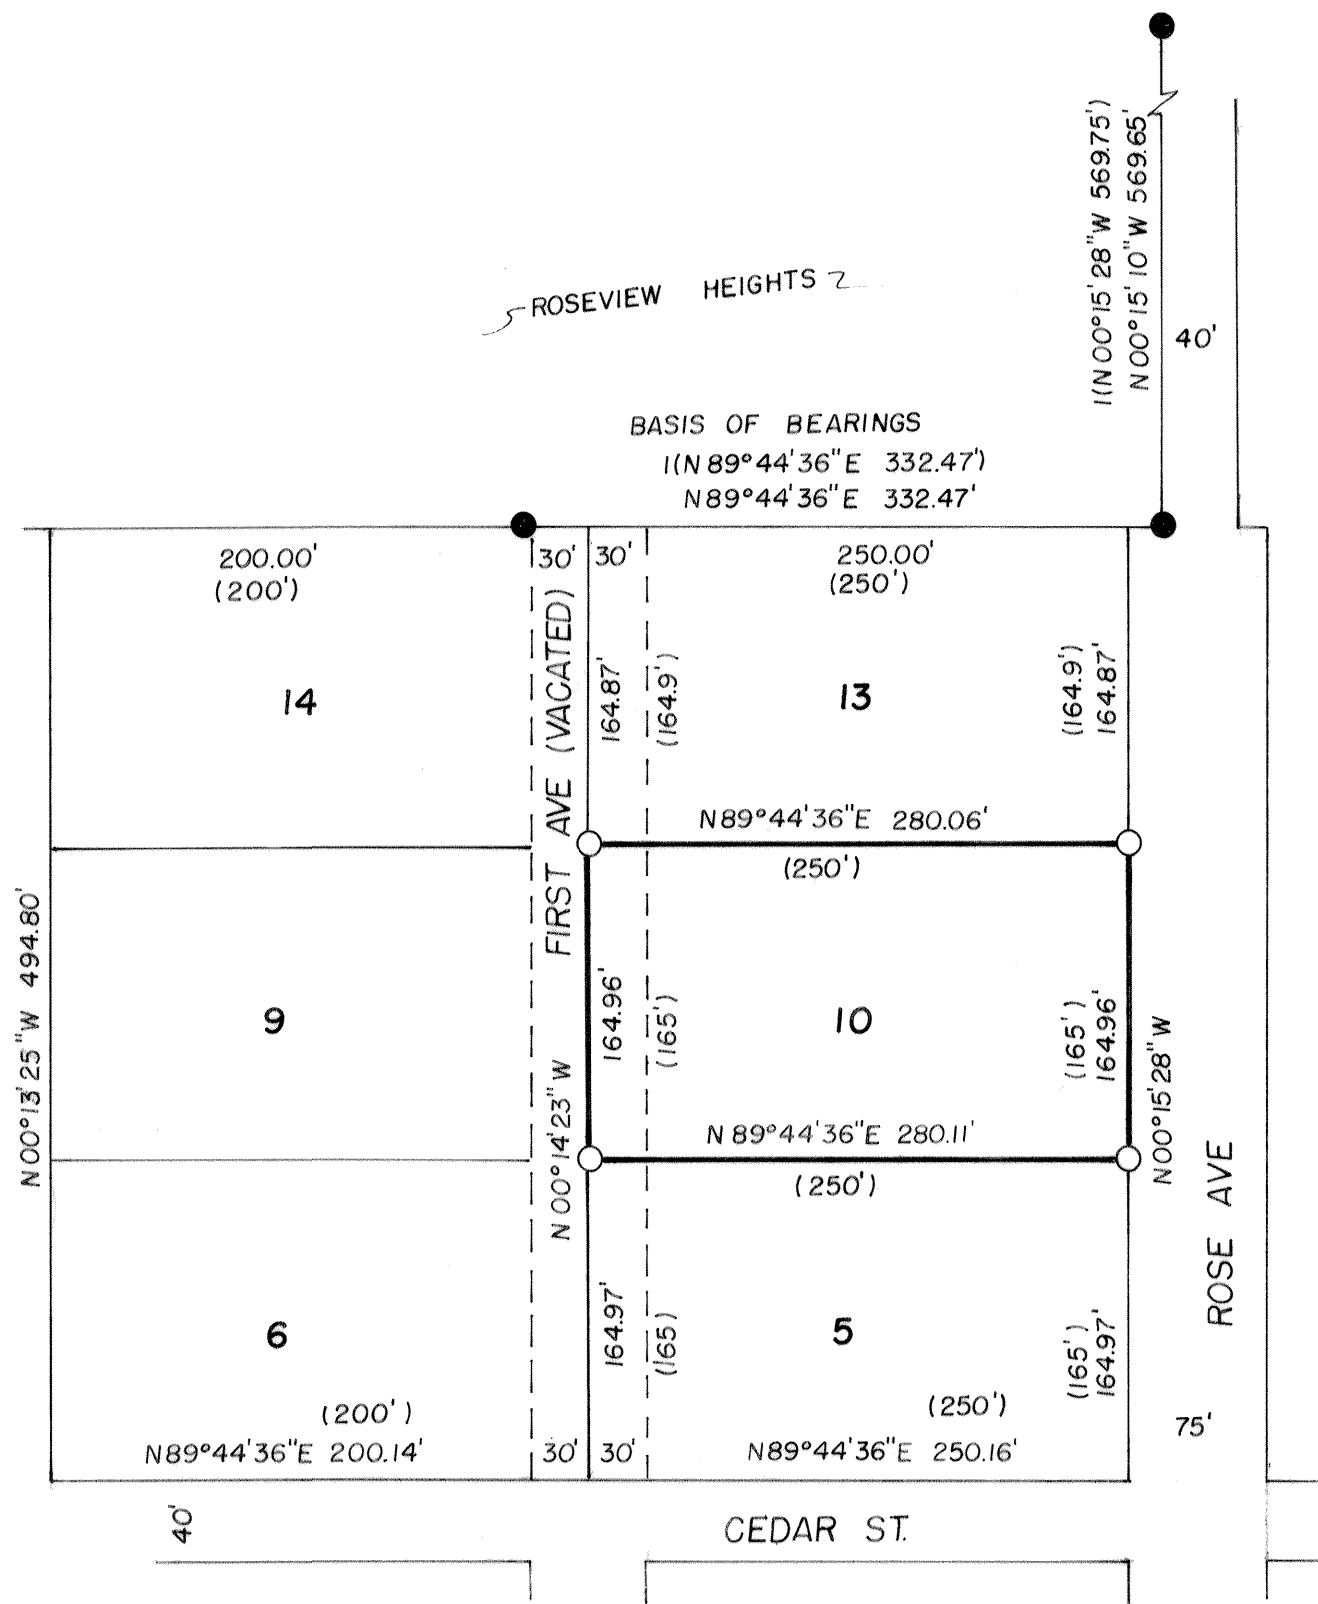 1(N00°15'28"W 569.75')
N00°15'10"W 569.65'
40'
ROSEVIEW HEIGHTS
BASIS OF BEARINGS
1(N89°44'36"E 332.47')
N89°44'36"E 332.47'
200.00'
(200')
30'
30'
250.00'
(250')
14
FIRST AVE (VACATED)
164.87'
(164.9')
13
(164.9')
164.87'
N89°44'36"E 280.06'
(250')
N00°13'25"W 494.80'
9
164.96'
(165')
10
(165')
164.96'
N00°15'28"W
N00°14'23"W
N89°44'36"E 280.11'
(250')
ROSE AVE
6
164.97'
(165)
5
(165')
164.97'
(200')
N89°44'36"E 200.14'
30'
30'
(250')
N89°44'36"E 250.16'
75'
40'
CEDAR ST.